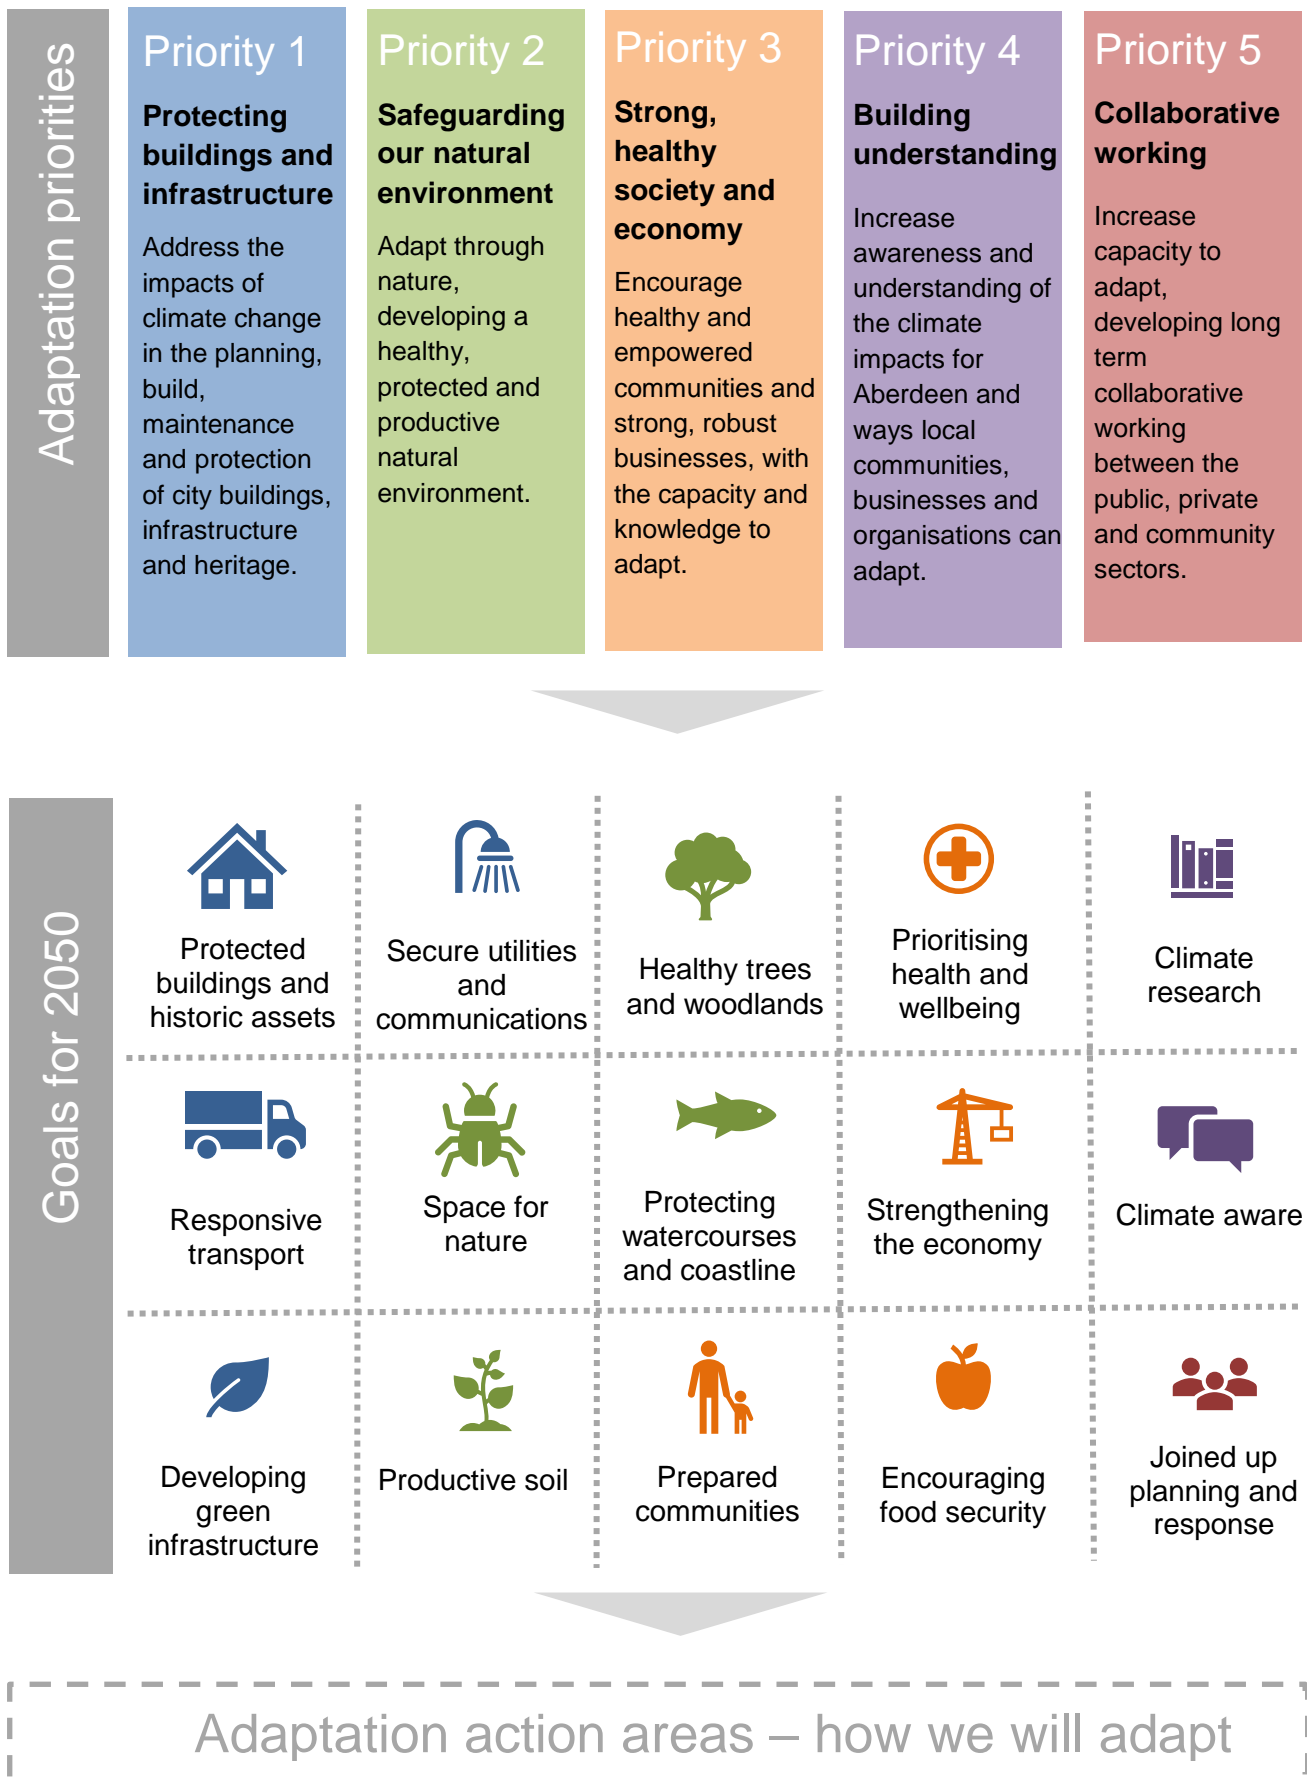 Adaptation priorities
Priority 1
Protecting
buildings and
infrastructure
Address the
impacts of
climate change
in the planning,
build,
maintenance
and protection
of city buildings,
infrastructure
and heritage.
Priority 2
Safeguarding
our natural
environment
Adapt through
nature,
developing a
healthy,
protected and
productive
natural
environment.
Priority 3
Strong,
healthy
society and
economy
Encourage
healthy and
empowered
communities and
strong, robust
businesses, with
the capacity and
knowledge to
adapt.
Priority 4
Building
understanding
Increase
awareness and
understanding of
the climate
impacts for
Aberdeen and
ways local
communities,
businesses and
organisations can
adapt.
Priority 5
Collaborative
working
Increase
capacity to
adapt,
developing long
term
collaborative
working
between the
public, private
and community
sectors.
Goals for 2050
Protected
buildings and
historic assets
Secure utilities
and
communications
Healthy trees
and woodlands
Prioritising
health and
wellbeing
Climate
research
Responsive
transport
Space for
nature
Protecting
watercourses
and coastline
Strengthening
the economy
Climate aware
Developing
green
infrastructure
Productive soil
Prepared
communities
Encouraging
food security
Joined up
planning and
response
Adaptation action areas – how we will adapt